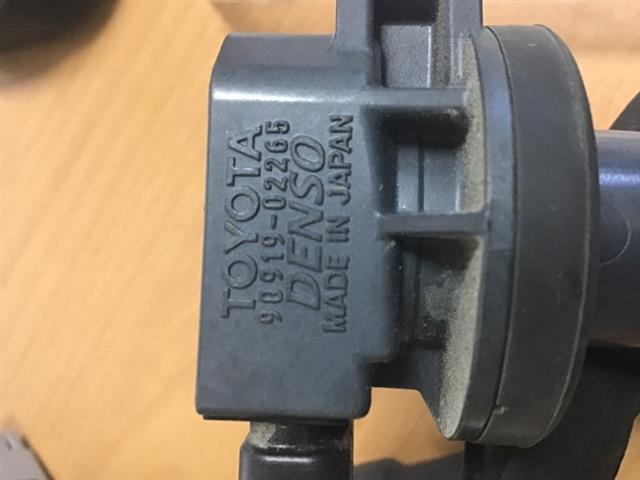 TOYOTA
90919-02265
DENSO
MADE IN JAPAN